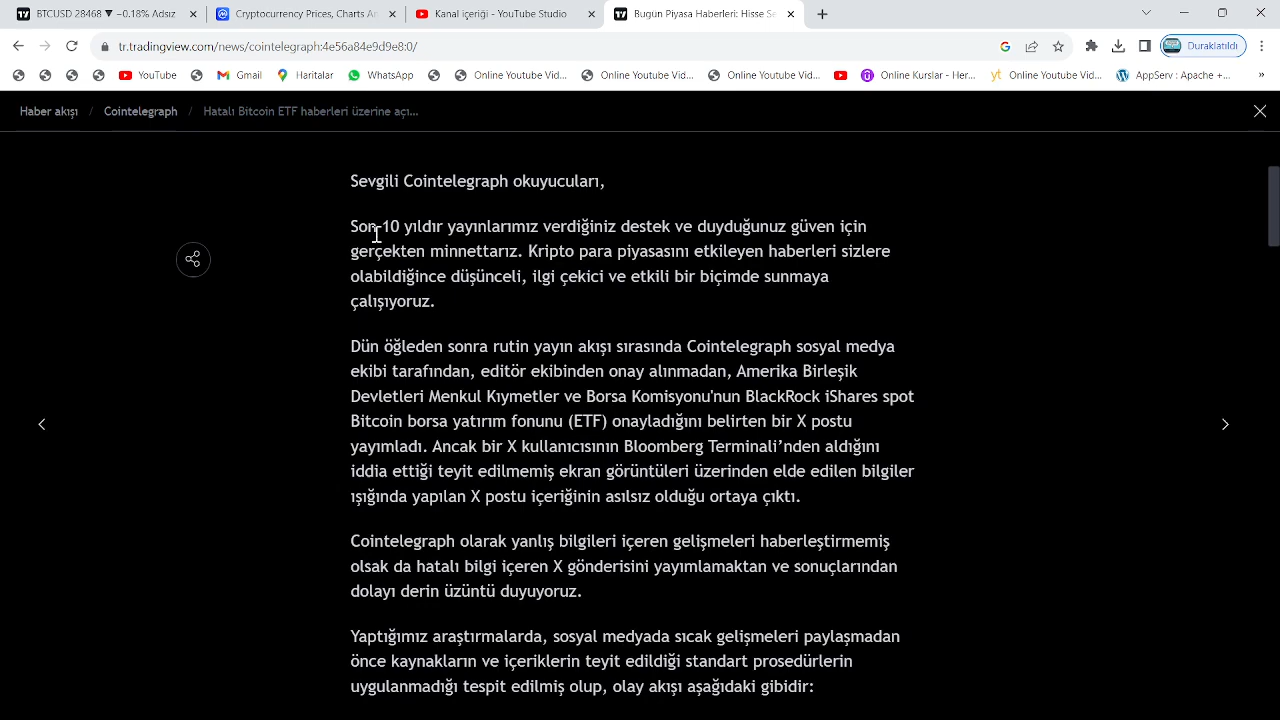 BTCUSD 28468 ▼ −0.18% Adsız
Cryptocurrency Prices, Charts An
Kanal içeriği - YouTube Studio
Bugün Piyasa Haberleri: Hisse Se
tr.tradingview.com/news/cointelegraph:4e56a84e9d9e8:0/
Duraklatıldı
YouTube
Gmail
Haritalar
WhatsApp
Online Youtube Vid...
Online Youtube Vid...
Online Youtube Vid...
Online Kurslar - Her...
yt Online Youtube Vid...
AppServ : Apache +...
»
Haber akışı / Cointelegraph / Hatalı Bitcoin ETF haberleri üzerine açı...
Sevgili Cointelegraph okuyucuları,
Son 10 yıldır yayınlarımız verdiğiniz destek ve duyduğunuz güven için
gerçekten minnettarız. Kripto para piyasasını etkileyen haberleri sizlere
olabildiğince düşünceli, ilgi çekici ve etkili bir biçimde sunmaya
çalışıyoruz.
Dün öğleden sonra rutin yayın akışı sırasında Cointelegraph sosyal medya
ekibi tarafından, editör ekibinden onay alınmadan, Amerika Birleşik
Devletleri Menkul Kıymetler ve Borsa Komisyonu'nun BlackRock iShares spot
Bitcoin borsa yatırım fonunu (ETF) onayladığını belirten bir X postu
yayımladı. Ancak bir X kullanıcısının Bloomberg Terminali’nden aldığını
iddia ettiği teyit edilmemiş ekran görüntüleri üzerinden elde edilen bilgiler
ışığında yapılan X postu içeriğinin asılsız olduğu ortaya çıktı.
Cointelegraph olarak yanlış bilgileri içeren gelişmeleri haberleştirmemiş
olsak da hatalı bilgi içeren X gönderisini yayımlamaktan ve sonuçlarından
dolayı derin üzüntü duyuyoruz.
Yaptığımız araştırmalarda, sosyal medyada sıcak gelişmeleri paylaşmadan
önce kaynakların ve içeriklerin teyit edildiği standart prosedürlerin
uygulanmadığı tespit edilmiş olup, olay akışı aşağıdaki gibidir: